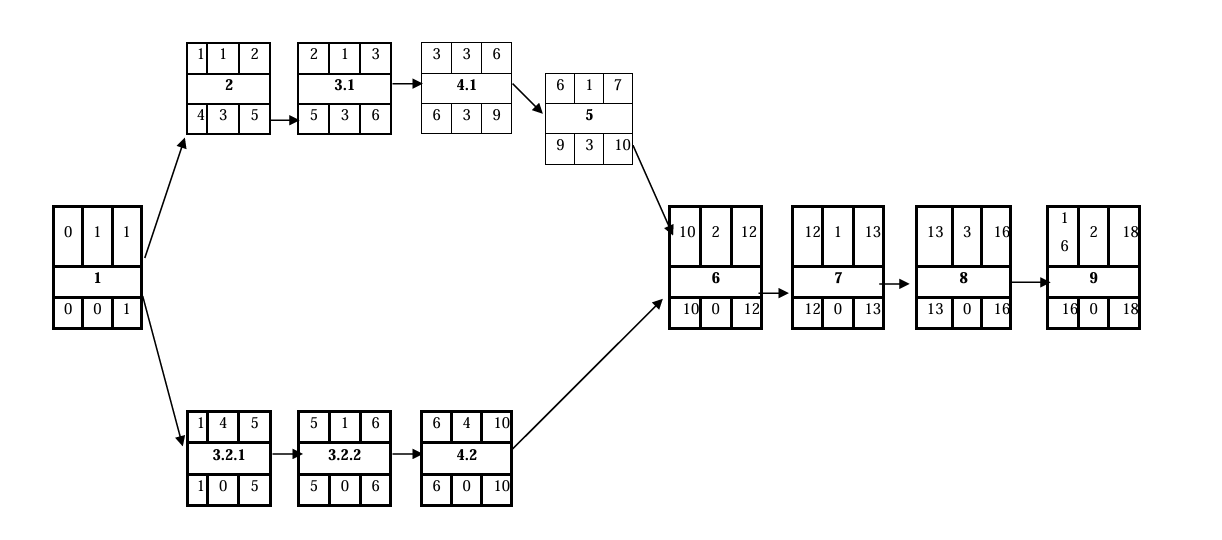 1 1 2
2
4 3 5
2 1 3
3.1
5 3 6
3 3 6
4.1
6 3 9
6 1 7
5
9 3 10
0 1 1
1
0 0 1
10 2 12
6
10 0 12
12 1 13
7
12 0 13
13 3 16
8
13 0 16
1
6 2 18
9
16 0 18
1 4 5
3.2.1
1 0 5
5 1 6
3.2.2
5 0 6
6 4 10
4.2
6 0 10